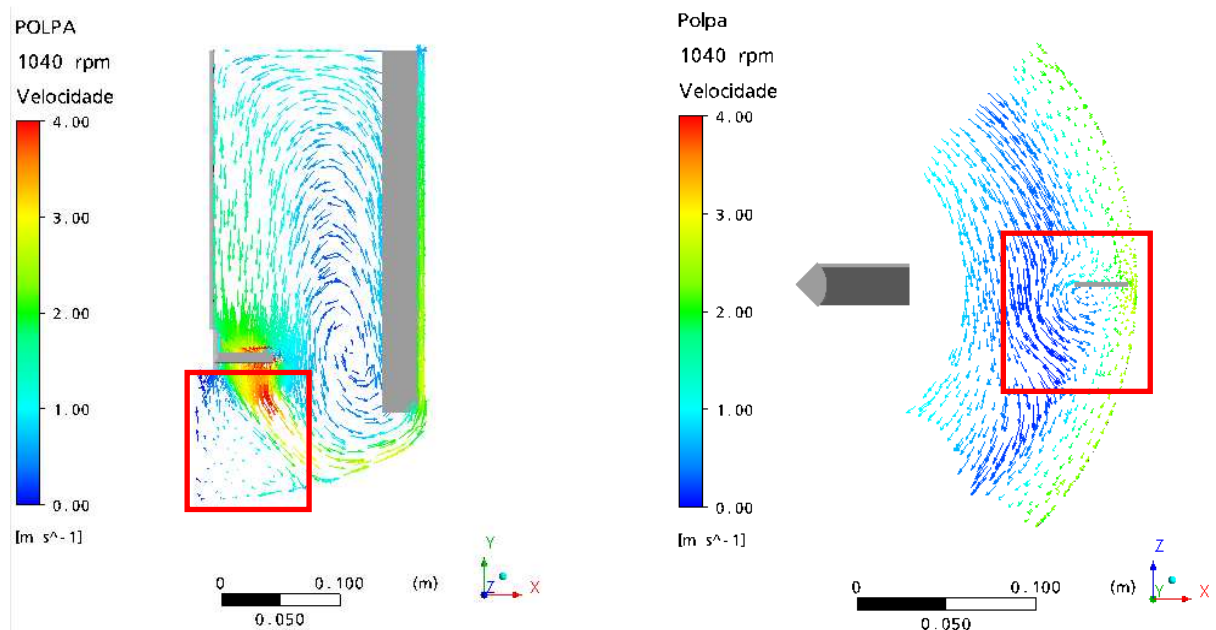 POLPA
1040 rpm
Velocidade
4.00
3.00
2.00
1.00
0.00
[m s^-1]
0 0.100 (m)
0.050
Y
Z X
Polpa
1040 rpm
Velocidade
4.00
3.00
2.00
1.00
0.00
[m s^-1]
0 0.100 (m)
0.050
Z
Y X